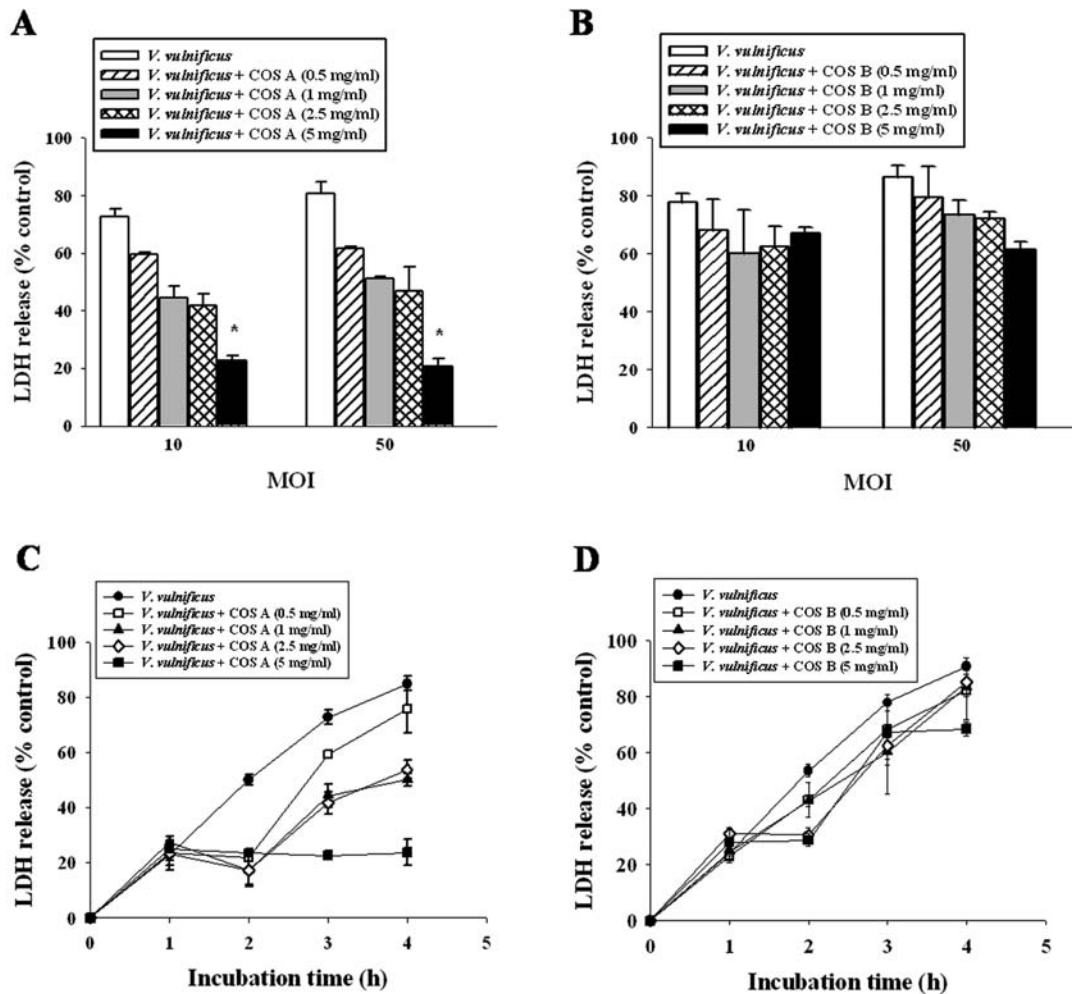 A
V. vulnificus
V. vulnificus + COS A (0.5 mg/ml)
V. vulnificus + COS A (1 mg/ml)
V. vulnificus + COS A (2.5 mg/ml)
V. vulnificus + COS A (5 mg/ml)
LDH release (% control)
100
80
60
40
20
0
*
*
10
50
MOI
B
V. vulnificus
V. vulnificus + COS B (0.5 mg/ml)
V. vulnificus + COS B (1 mg/ml)
V. vulnificus + COS B (2.5 mg/ml)
V. vulnificus + COS B (5 mg/ml)
LDH release (% control)
100
80
60
40
20
0
10
50
MOI
C
V. vulnificus
V. vulnificus + COS A (0.5 mg/ml)
V. vulnificus + COS A (1 mg/ml)
V. vulnificus + COS A (2.5 mg/ml)
V. vulnificus + COS A (5 mg/ml)
LDH release (% control)
100
80
60
40
20
0
0 1 2 3 4 5
Incubation time (h)
D
V. vulnificus
V. vulnificus + COS B (0.5 mg/ml)
V. vulnificus + COS B (1 mg/ml)
V. vulnificus + COS B (2.5 mg/ml)
V. vulnificus + COS B (5 mg/ml)
LDH release (% control)
100
80
60
40
20
0
0 1 2 3 4 5
Incubation time (h)